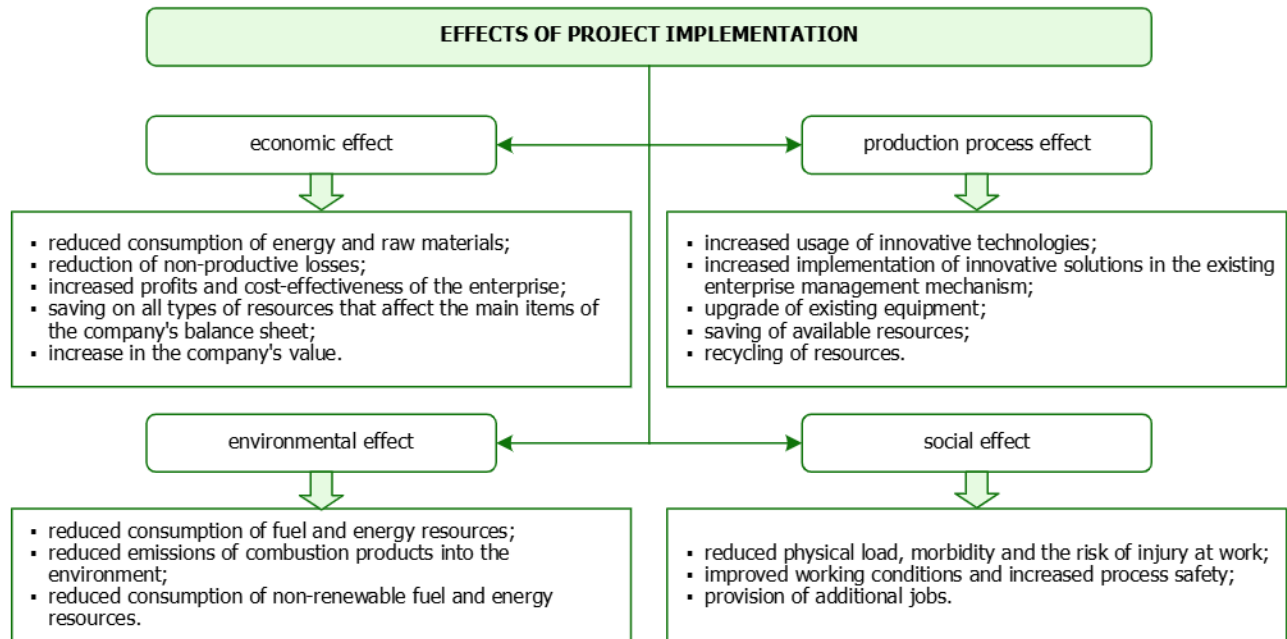 EFFECTS OF PROJECT IMPLEMENTATION
economic effect
production process effect
▪ reduced consumption of energy and raw materials;
▪ reduction of non-productive losses;
▪ increased profits and cost-effectiveness of the enterprise;
▪ saving on all types of resources that affect the main items of
the company's balance sheet;
▪ increase in the company's value.
▪ increased usage of innovative technologies;
▪ increased implementation of innovative solutions in the existing
enterprise management mechanism;
▪ upgrade of existing equipment;
▪ saving of available resources;
▪ recycling of resources.
environmental effect
social effect
▪ reduced consumption of fuel and energy resources;
▪ reduced emissions of combustion products into the
environment;
▪ reduced consumption of non-renewable fuel and energy
resources.
▪ reduced physical load, morbidity and the risk of injury at work;
▪ improved working conditions and increased process safety;
▪ provision of additional jobs.